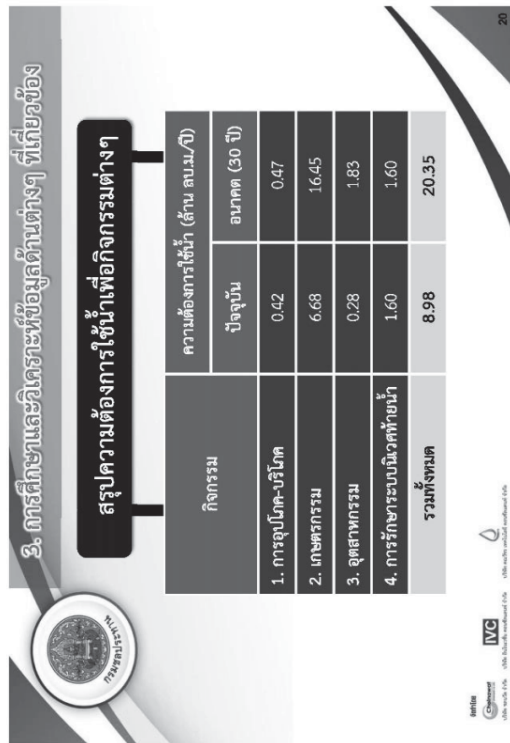 3. การศึกษาและวิเคราะห์ข้อมูลด้านต่างๆ ที่เกี่ยวข้อง
กรมชลประทาน
สรุปความต้องการใช้น้ำเพื่อกิจกรรมต่างๆ
กิจกรรม ความต้องการใช้น้ำ (ล้าน ลบ.ม./ปี)
ปัจจุบัน อนาคต (30 ปี)
1. การอุปโภค-บริโภค 0.42 0.47
2. เกษตรกรรม 6.68 16.45
3. อุตสาหกรรม 0.28 1.83
4. การรักษาระบบนิเวศท้ายน้ำ 1.60 1.60
รวมทั้งหมด 8.98 20.35
IVC
20